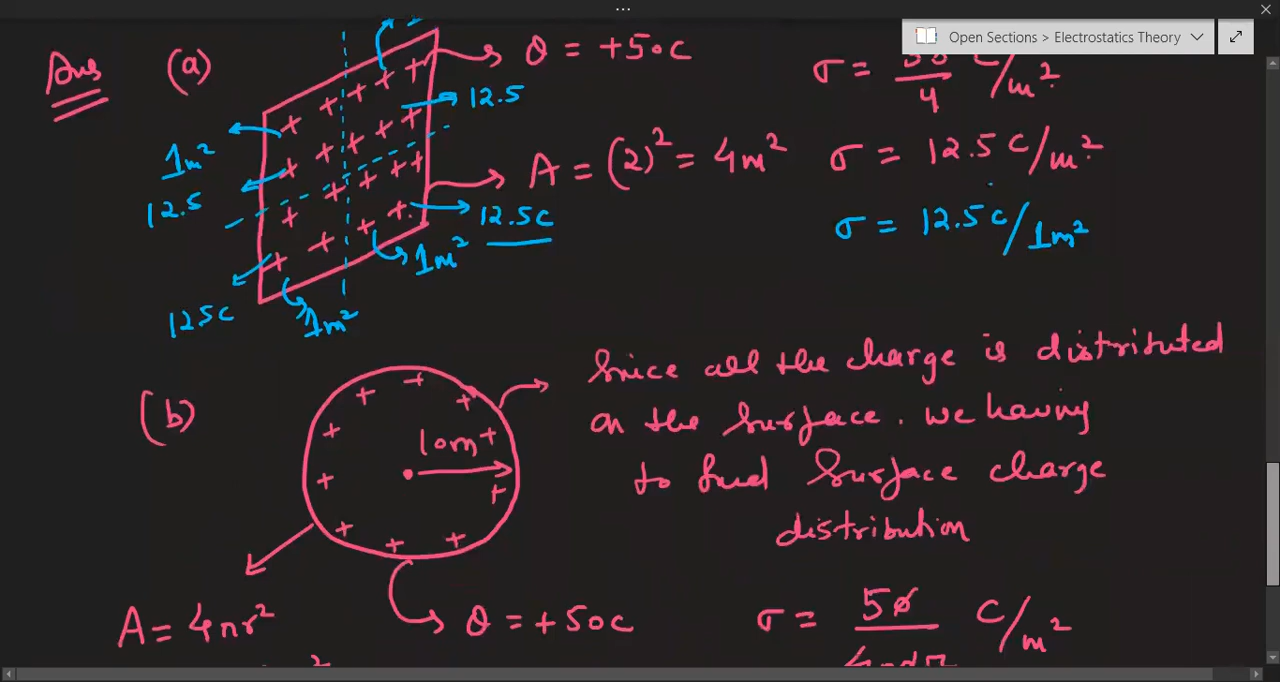 Open Sections > Electrostatics Theory
Ans (a)
Q = +50C
12.5
1m²
12.5
A = (2)² = 4m²
12.5C
1m²
12.5C
1m²
4 C/m²
σ = 12.5 C/m²
σ = 12.5 C/1m²
(b)
10m
Since all the charge is distributed
on the surface. we having
to find surface charge
distribution
A = 4πr²
Q = +50C
σ = 50 C/m²